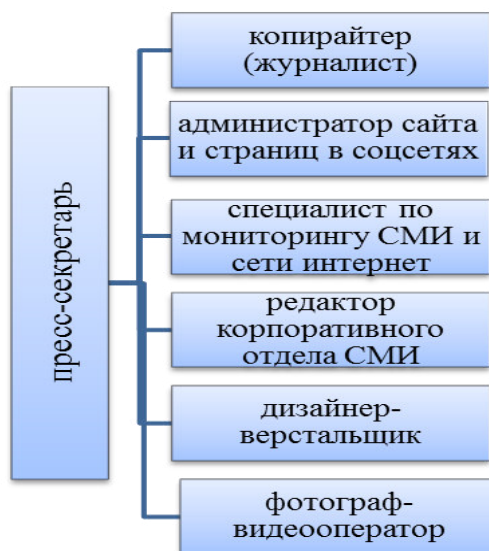 пресс-секретарь
копирайтер
(журналист)
администратор сайта
и страниц в соцсетях
специалист по
мониторингу СМИ и
сети интернет
редактор
корпоративного
отдела СМИ
дизайнер-
верстальщик
фотограф-
видеооператор